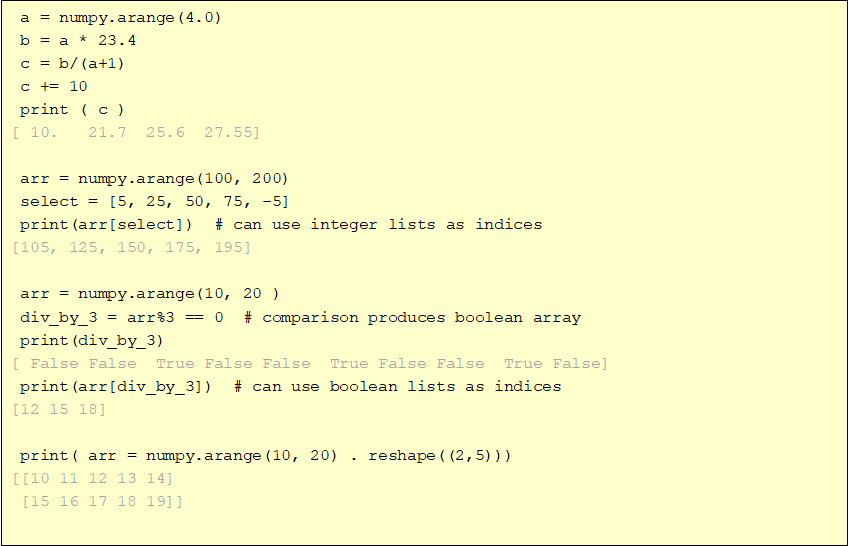 a = numpy.arange(4.0)
b = a * 23.4
c = b/(a+1)
c += 10
print ( c )
[ 10.   21.7  25.6  27.55]
arr = numpy.arange(100, 200)
select = [5, 25, 50, 75, -5]
print(arr[select])  # can use integer lists as indices
[105, 125, 150, 175, 195]
arr = numpy.arange(10, 20 )
div_by_3 = arr%3 == 0  # comparison produces boolean array
print(div_by_3)
[ False False  True False False  True False False  True False]
print(arr[div_by_3])  # can use boolean lists as indices
[12 15 18]
print( arr = numpy.arange(10, 20) . reshape((2,5)))
[[10 11 12 13 14]
 [15 16 17 18 19]]